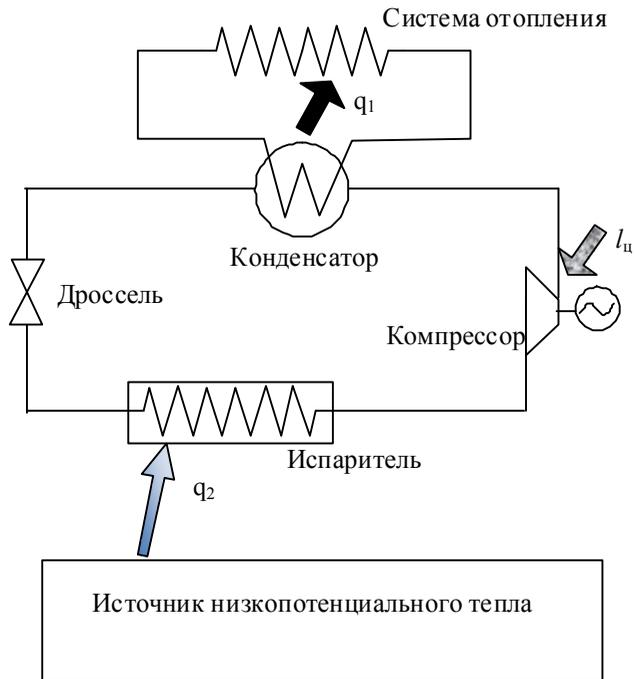 Система отопления
q₁
Конденсатор
lц
Дроссель
Компрессор
Испаритель
q₂
Источник низкопотенциального тепла